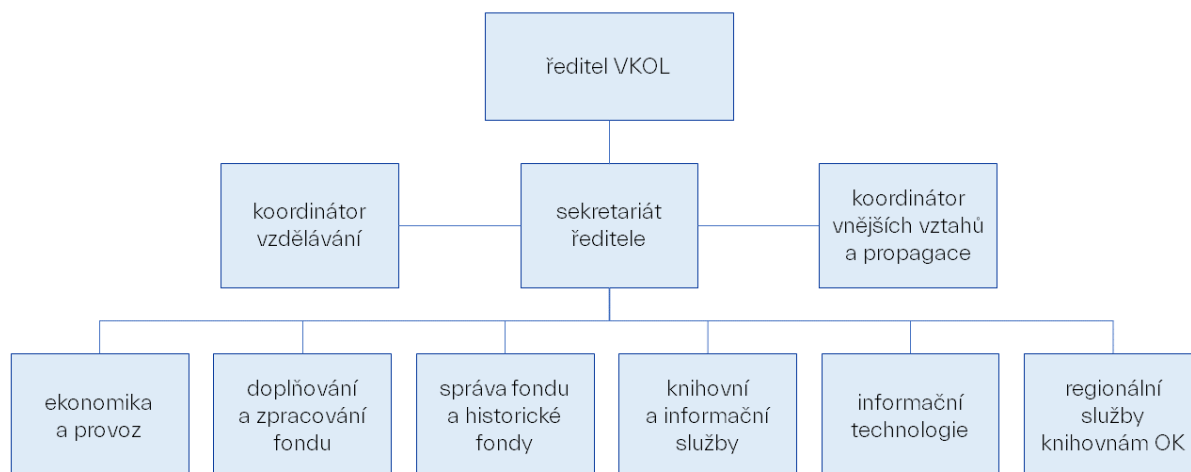 ředitel VKOL
koordinátor
vzdělávání
sekretariát
ředitele
koordinátor
vnějších vztahů
a propagace
ekonomika
a provoz
doplňování
a zpracování
fondu
správa fondu
a historické
fondy
knihovní
a informační
služby
informační
technologie
regionální
služby
knihovnám OK